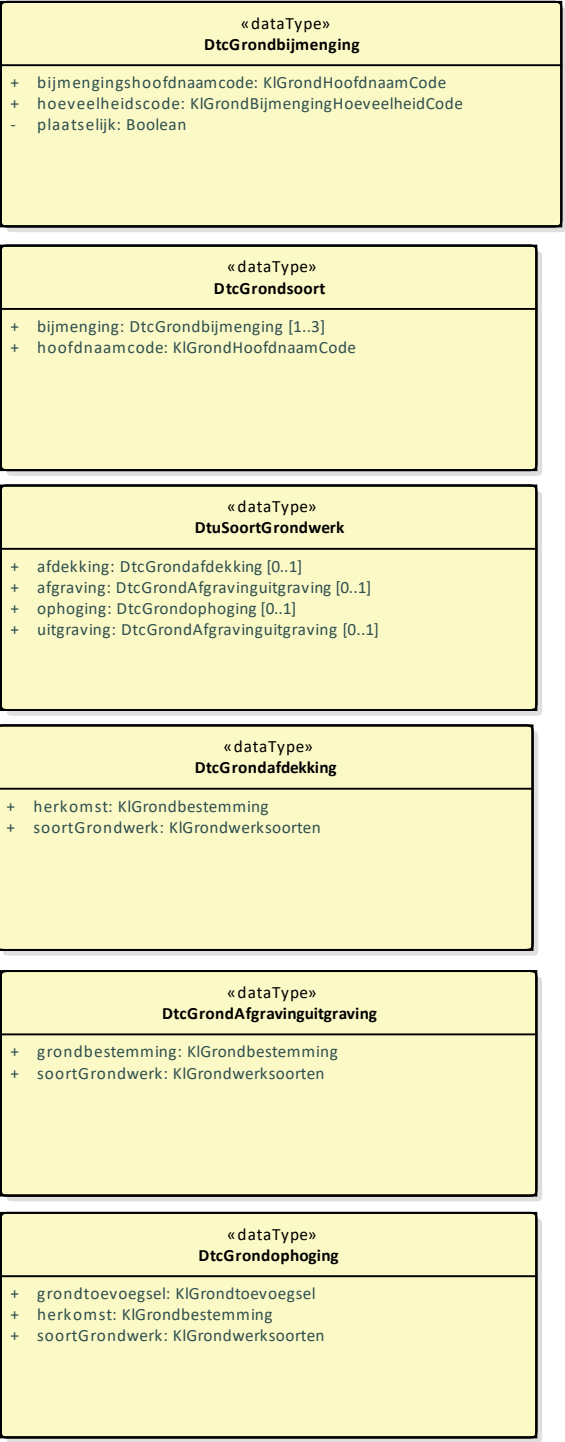 «dataType»
DtcGrondbijmenging
+ bijmengingshoofdnaamcode: KlGrondHoofdnaamCode
+ hoeveelheidscode: KlGrondBijmengingHoeveelheidCode
- plaatselijk: Boolean
«dataType»
DtcGrondsoort
+ bijmenging: DtcGrondbijmenging [1..3]
+ hoofdnaamcode: KlGrondHoofdnaamCode
«dataType»
DtuSoortGrondwerk
+ afdekking: DtcGrondafdekking [0..1]
+ afgraving: DtcGrondAfgravinguitgraving [0..1]
+ ophoging: DtcGrondophoging [0..1]
+ uitgraving: DtcGrondAfgravinguitgraving [0..1]
«dataType»
DtcGrondafdekking
+ herkomst: KlGrondbestemming
+ soortGrondwerk: KlGrondwerksoorten
«dataType»
DtcGrondAfgravinguitgraving
+ grondbestemming: KlGrondbestemming
+ soortGrondwerk: KlGrondwerksoorten
«dataType»
DtcGrondophoging
+ grondtoevoegsel: KlGrondtoevoegsel
+ herkomst: KlGrondbestemming
+ soortGrondwerk: KlGrondwerksoorten